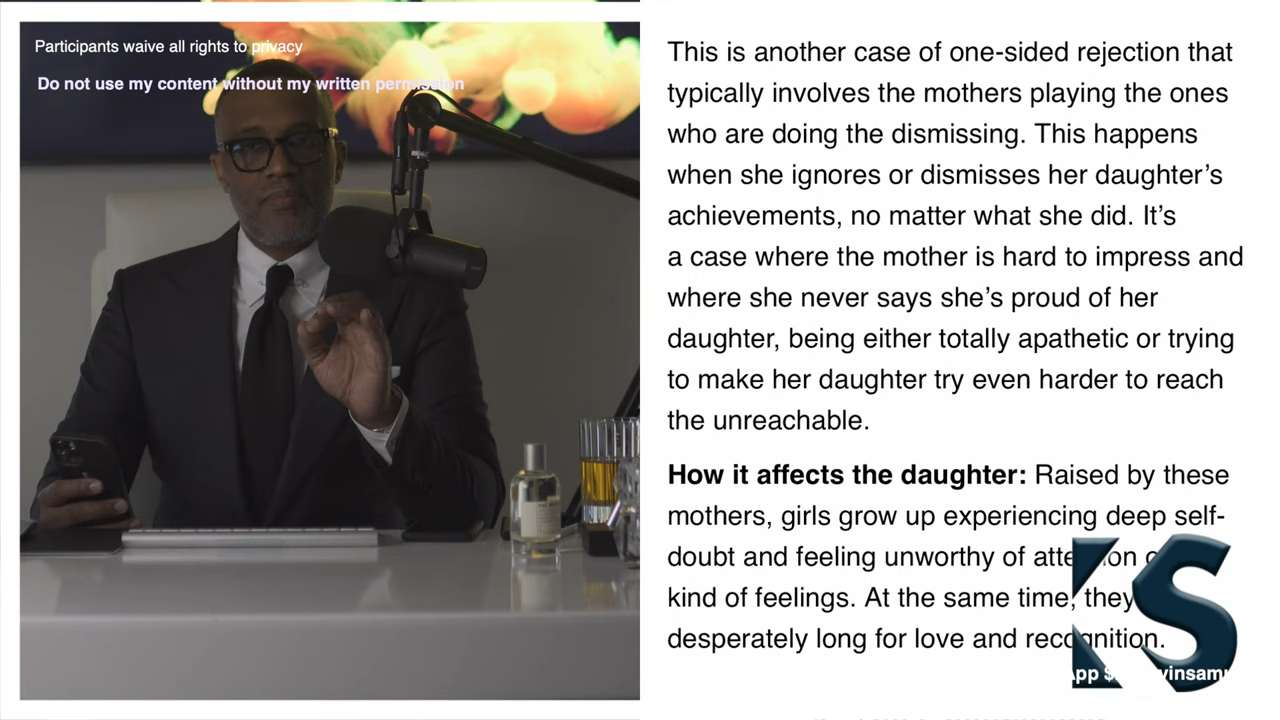 Participants waive all rights to privacy
Do not use my content without my written permission
This is another case of one-sided rejection that
typically involves the mothers playing the ones
who are doing the dismissing. This happens
when she ignores or dismisses her daughter’s
achievements, no matter what she did. It’s
a case where the mother is hard to impress and
where she never says she’s proud of her
daughter, being either totally apathetic or trying
to make her daughter try even harder to reach
the unreachable.
How it affects the daughter: Raised by these
mothers, girls grow up experiencing deep self-
doubt and feeling unworthy of attention
kind of feelings. At the same time, they
desperately long for love and recognition.
KS